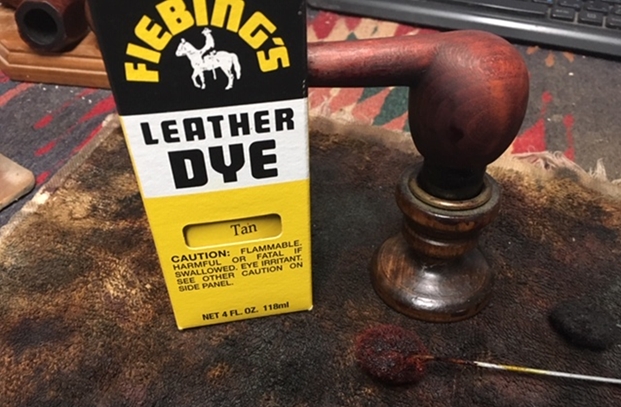 FIEBING'S
LEATHER
DYE
Tan
CAUTION: FLAMMABLE.
HARMFUL OR FATAL IF
SWALLOWED. EYE IRRITANT.
SEE OTHER CAUTION ON
SIDE PANEL.
NET 4 FL. OZ. 118ml